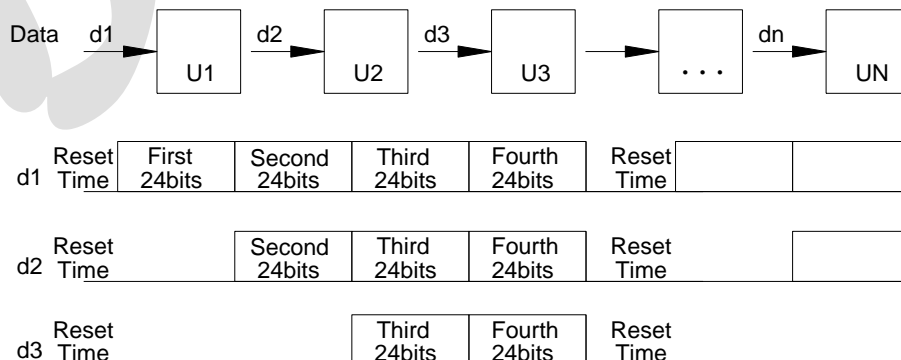 Data d1 d2 d3 dn
U1 U2 U3 . . . UN
Reset First Second Third Fourth Reset
d1 Time 24bits 24bits 24bits 24bits Time
Reset Second Third Fourth Reset
d2 Time 24bits 24bits 24bits Time
Reset Third Fourth Reset
d3 Time 24bits 24bits Time